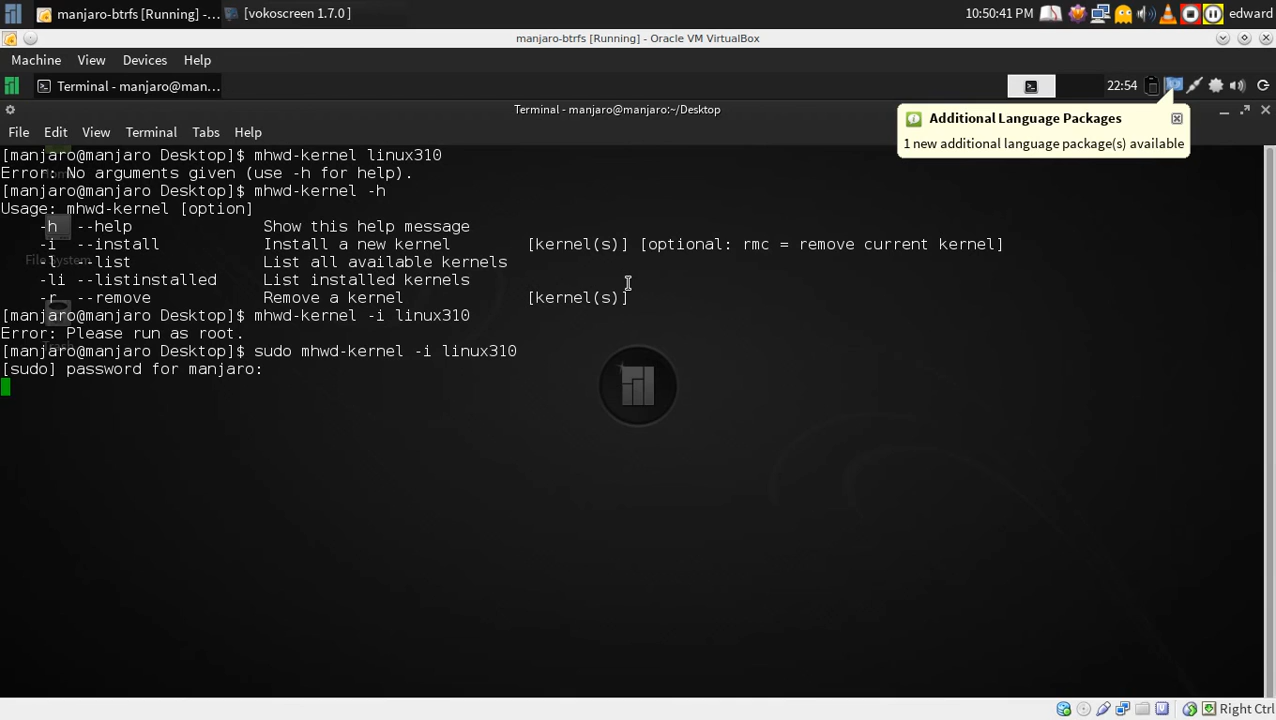 manjaro-btrfs [Running] -...
[vokoscreen 1.7.0 ]
10:50:41 PM
edward
manjaro-btrfs [Running] - Oracle VM VirtualBox
Machine View Devices Help
Terminal - manjaro@man...
22:54
Terminal - manjaro@manjaro:~/Desktop
File Edit View Terminal Tabs Help
Additional Language Packages
1 new additional language package(s) available
[manjaro@manjaro Desktop]$ mhwd-kernel linux310
Error: No arguments given (use -h for help).
[manjaro@manjaro Desktop]$ mhwd-kernel -h
Usage: mhwd-kernel [option]
-h --help Show this help message
-i --install Install a new kernel [kernel(s)] [optional: rmc = remove current kernel]
--list List all available kernels
File system
-li --listinstalled List installed kernels
-r --remove Remove a kernel [kernel(s)]
[manjaro@manjaro Desktop]$ mhwd-kernel -i linux310
Error: Please run as root.
Trash
[manjaro@manjaro Desktop]$ sudo mhwd-kernel -i linux310
[sudo] password for manjaro:
Right Ctrl